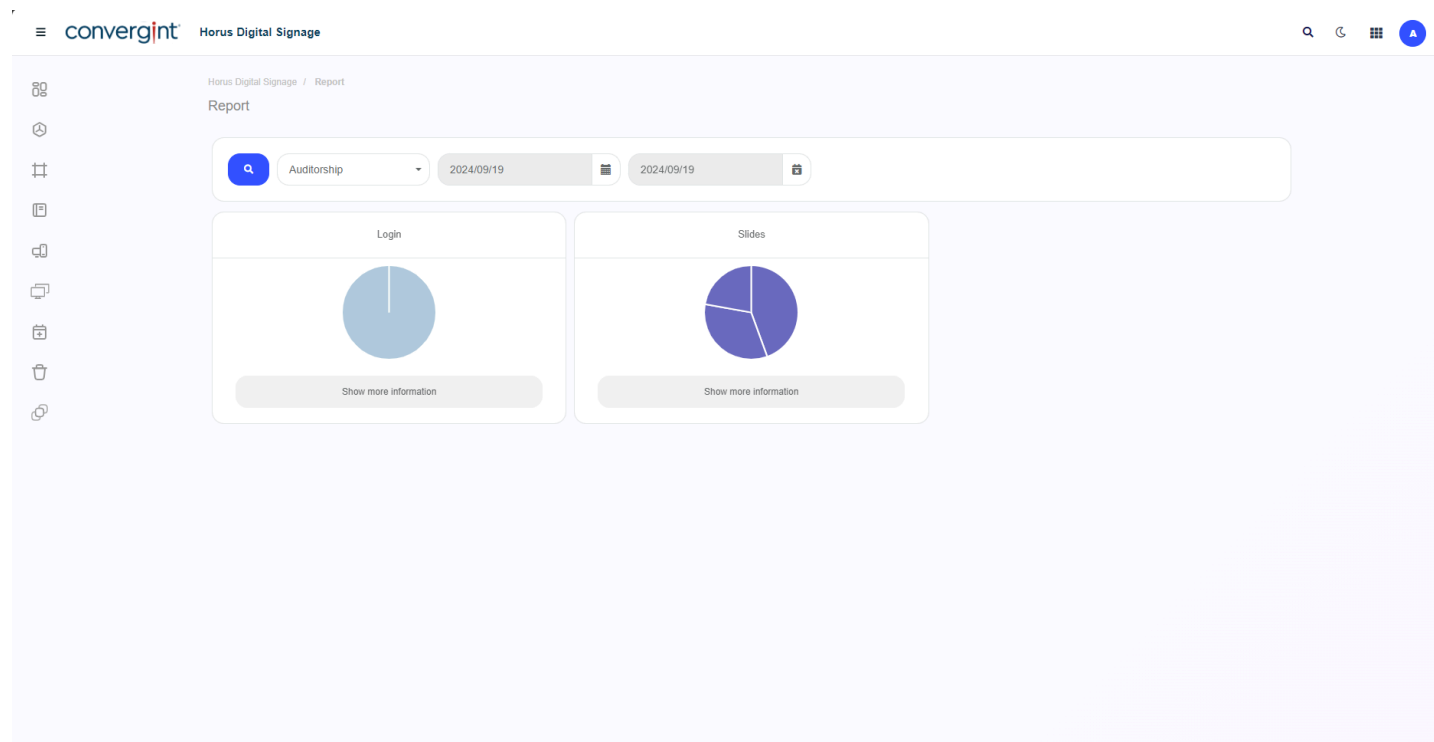 convergint
Horus Digital Signage
A
Horus Digital Signage / Report
Report
Auditorship
2024/09/19
2024/09/19
Login
Slides
Show more information
Show more information